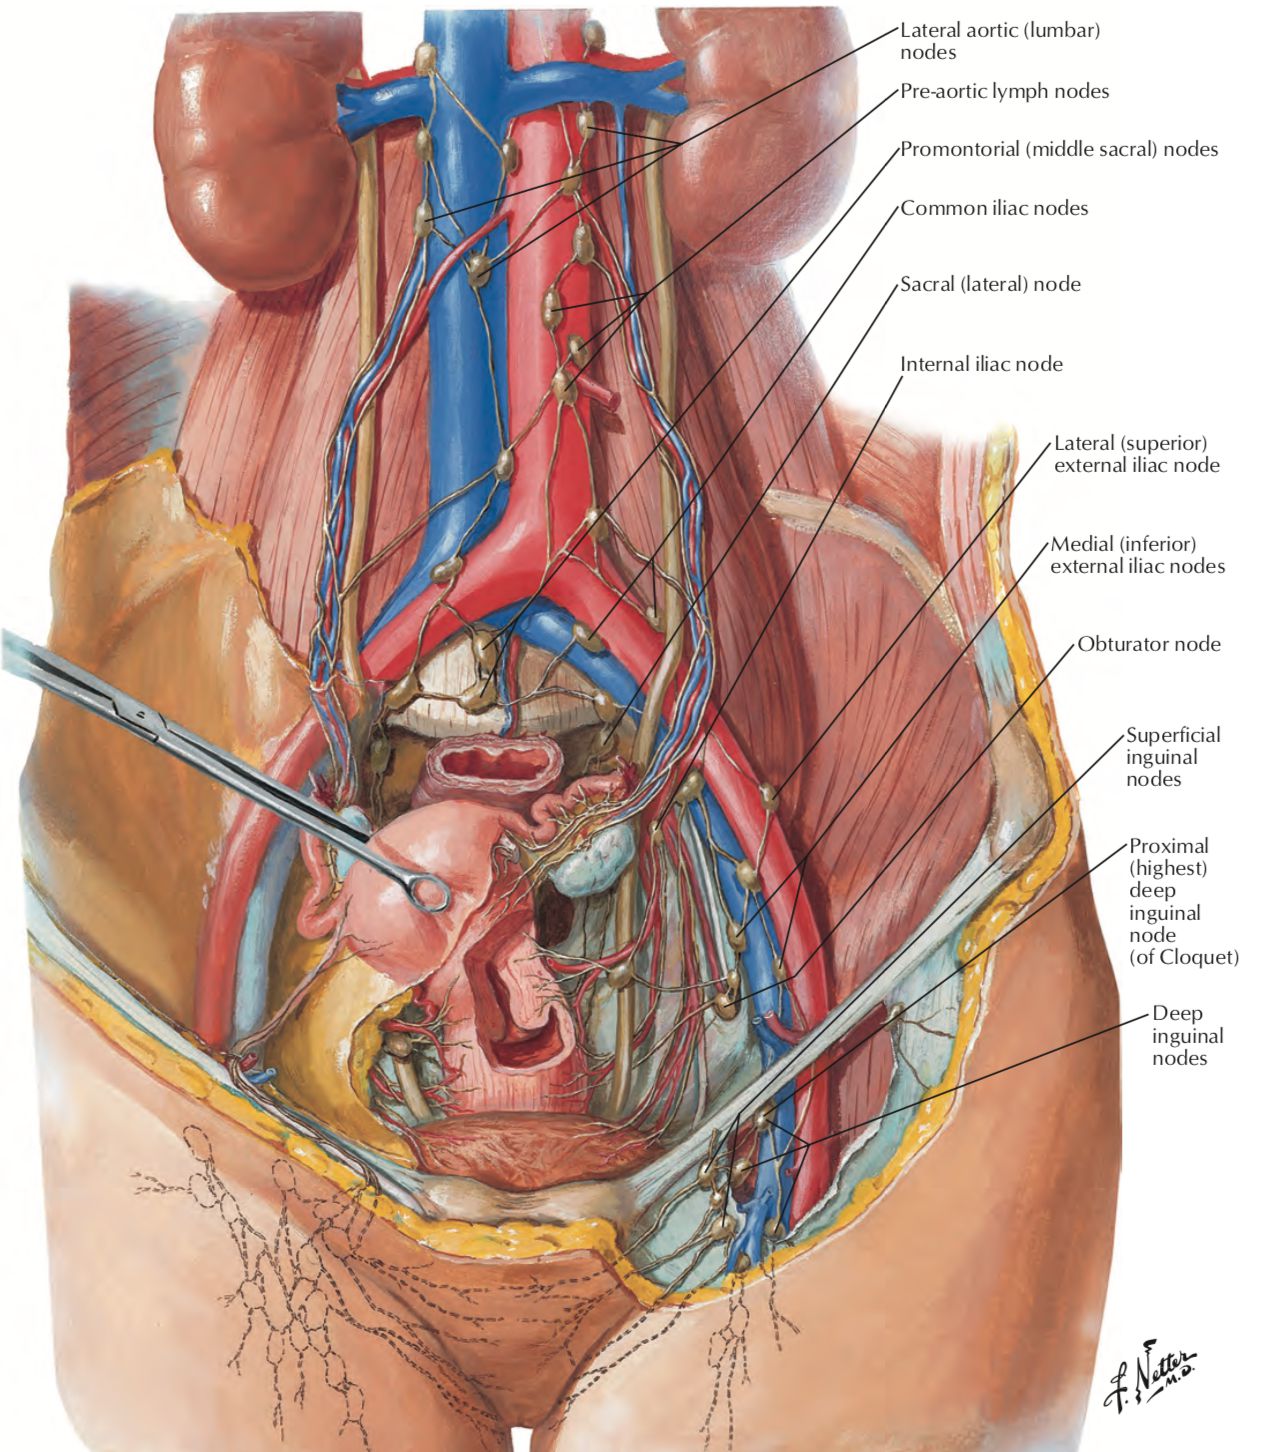 Lateral aortic (lumbar)
nodes
Pre-aortic lymph nodes
Promontorial (middle sacral) nodes
Common iliac nodes
Sacral (lateral) node
Internal iliac node
Lateral (superior)
external iliac node
Medial (inferior)
external iliac nodes
Obturator node
Superficial
inguinal
nodes
Proximal
(highest)
deep
inguinal
node
(of Cloquet)
Deep
inguinal
nodes
F. Netter
M.D.